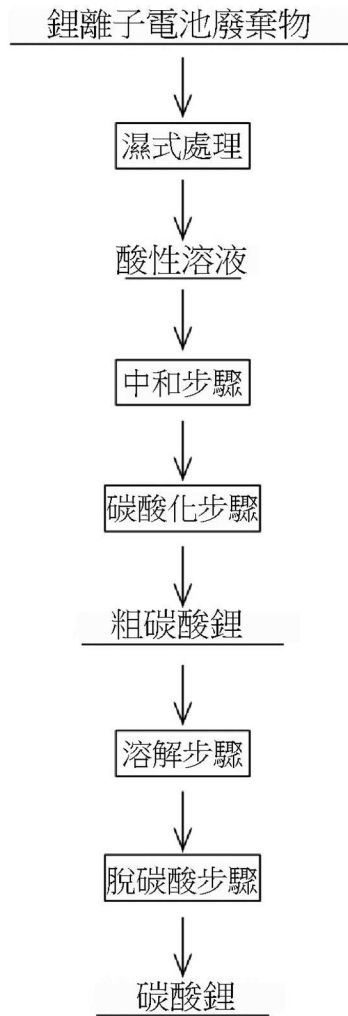 鋰離子電池廢棄物
濕式處理
酸性溶液
中和步驟
碳酸化步驟
粗碳酸鋰
溶解步驟
脫碳酸步驟
碳酸鋰